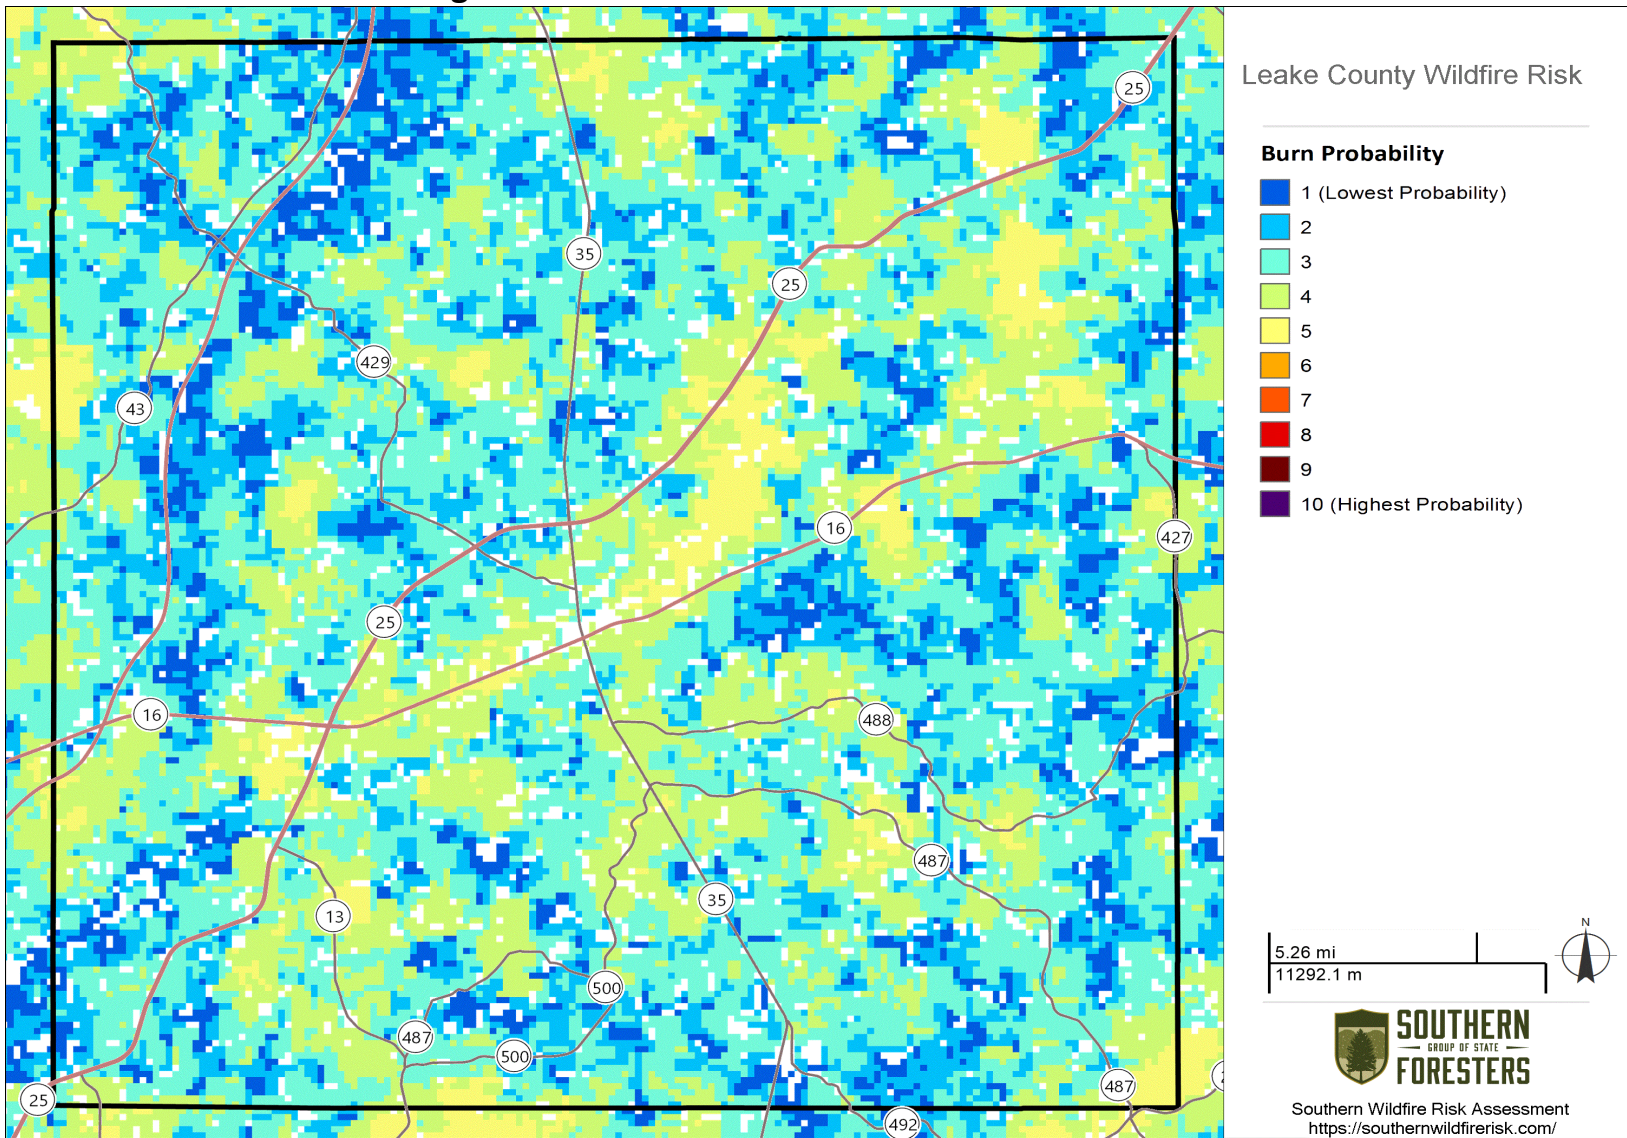 25
Leake County Wildfire Risk
Burn Probability
1 (Lowest Probability)
2
3
4
5
6
7
8
9
10 (Highest Probability)
35
25
429
43
16
427
25
16
488
487
35
13
500
487
500
487
25
492
5.26 mi
11292.1 m
N
SOUTHERN
GROUP OF STATE
FORESTERS
Southern Wildfire Risk Assessment
https://southernwildfirerisk.com/